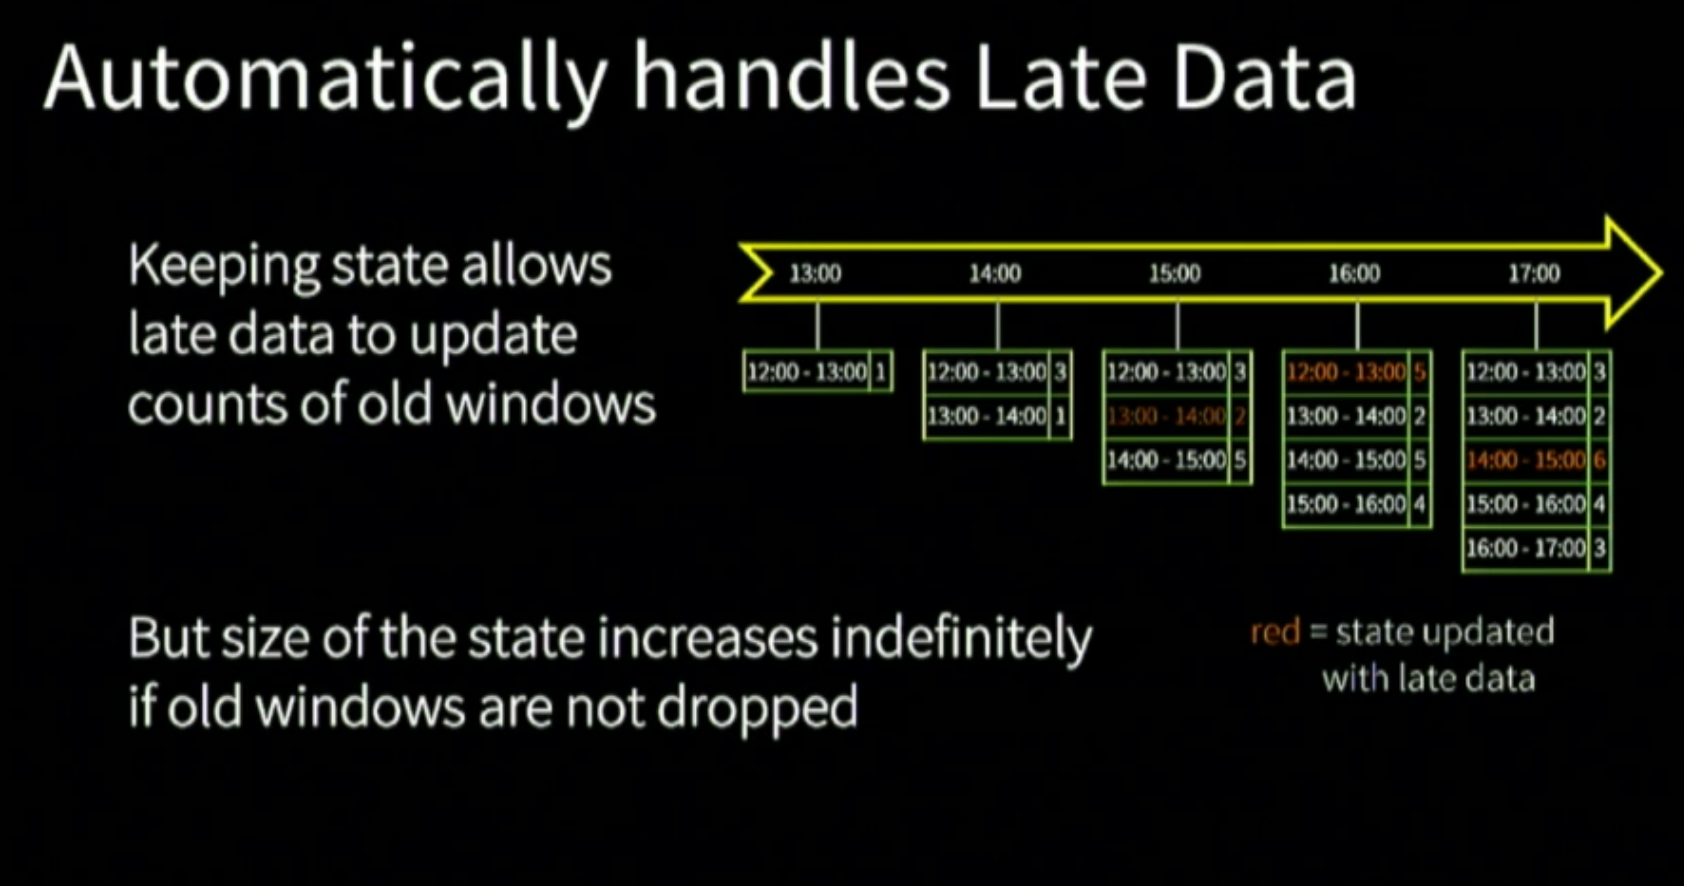 Automatically handles Late Data
Keeping state allows
late data to update
counts of old windows
13:00 14:00 15:00 16:00 17:00
12:00 - 13:00 1
12:00 - 13:00 3
13:00 - 14:00 1
12:00 - 13:00 3
13:00 - 14:00 2
14:00 - 15:00 5
12:00 - 13:00 5
13:00 - 14:00 2
14:00 - 15:00 5
15:00 - 16:00 4
12:00 - 13:00 3
13:00 - 14:00 2
14:00 - 15:00 6
15:00 - 16:00 4
16:00 - 17:00 3
But size of the state increases indefinitely
if old windows are not dropped
red = state updated
with late data